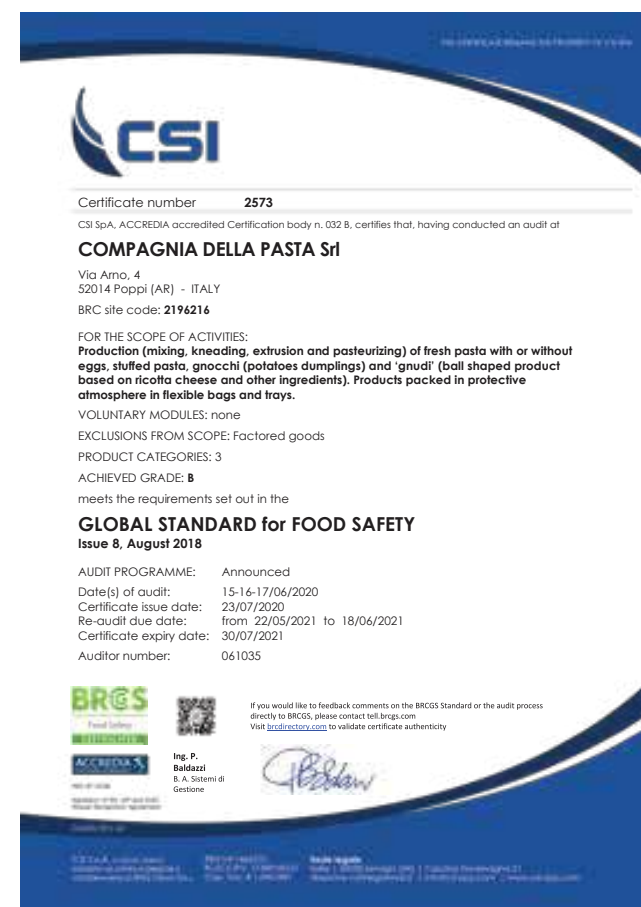 CSI
Certificate number 2573
CSI SpA, ACCREDIA accredited Certification body n. 032 B, certifies that, having conducted an audit at
COMPAGNIA DELLA PASTA Srl
Via Arno, 4
52014 Poppi (AR) - ITALY
BRC site code: 2196216
FOR THE SCOPE OF ACTIVITIES:
Production (mixing, kneading, extrusion and pasteurizing) of fresh pasta with or without
eggs, stuffed pasta, gnocchi (potatoes dumplings) and ‘gnudi’ (ball shaped product
based on ricotta cheese and other ingredients). Products packed in protective
atmosphere in flexible bags and trays.
VOLUNTARY MODULES: none
EXCLUSIONS FROM SCOPE: Factored goods
PRODUCT CATEGORIES: 3
ACHIEVED GRADE: B
meets the requirements set out in the
GLOBAL STANDARD for FOOD SAFETY
Issue 8, August 2018
AUDIT PROGRAMME: Announced
Date(s) of audit: 15-16-17/06/2020
Certificate issue date: 23/07/2020
Re-audit due date: from 22/05/2021 to 18/06/2021
Certificate expiry date: 30/07/2021
Auditor number: 061035
BRCGS
Food Safety
CERTIFICATED
If you would like to feedback comments on the BRCGS Standard or the audit process
directly to BRCGS, please contact tell.brcgs.com
Visit brcdirectory.com to validate certificate authenticity
ACCREDIA
Ing. P.
Baldazzi
B. A. Sistemi di
Gestione
Sede legale